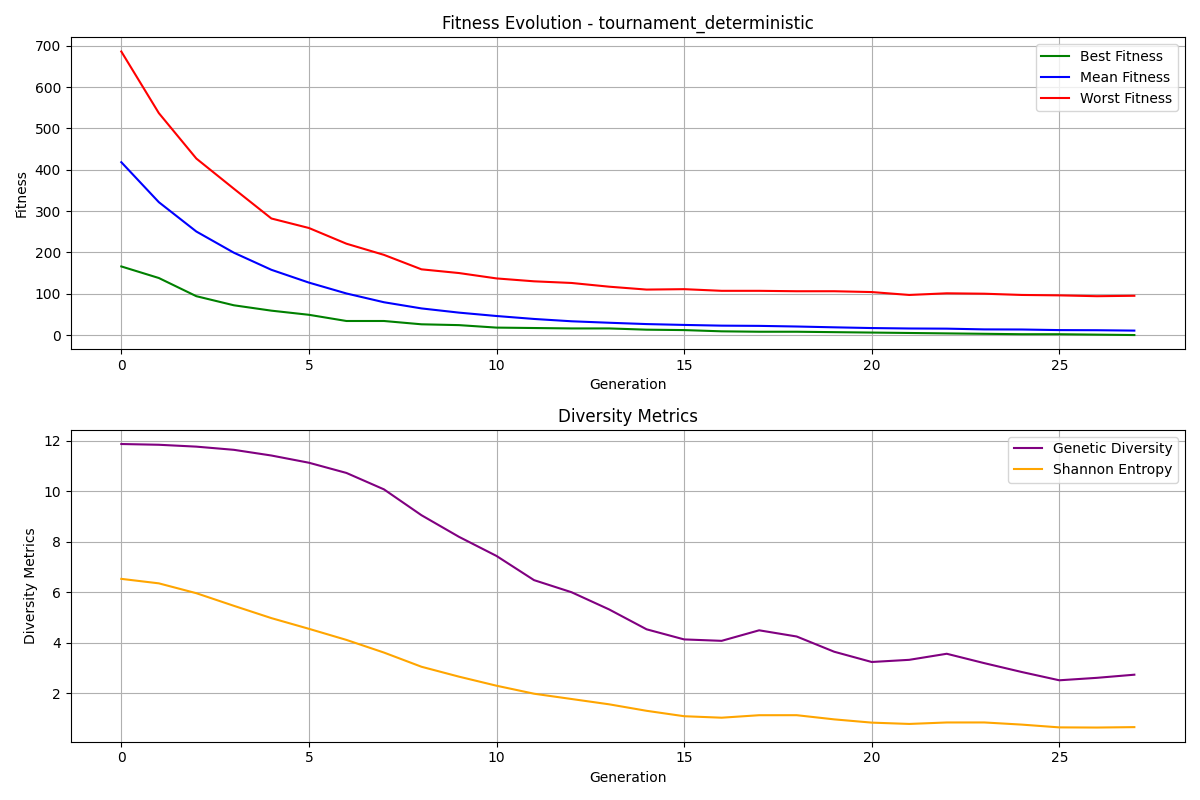 Fitness Evolution - tournament_deterministic
700
600
500
400
300
200
100
0
Fitness
Best Fitness
Mean Fitness
Worst Fitness
0 5 10 15 20 25
Generation
Diversity Metrics
12
10
8
6
4
2
Diversity Metrics
Genetic Diversity
Shannon Entropy
0 5 10 15 20 25
Generation